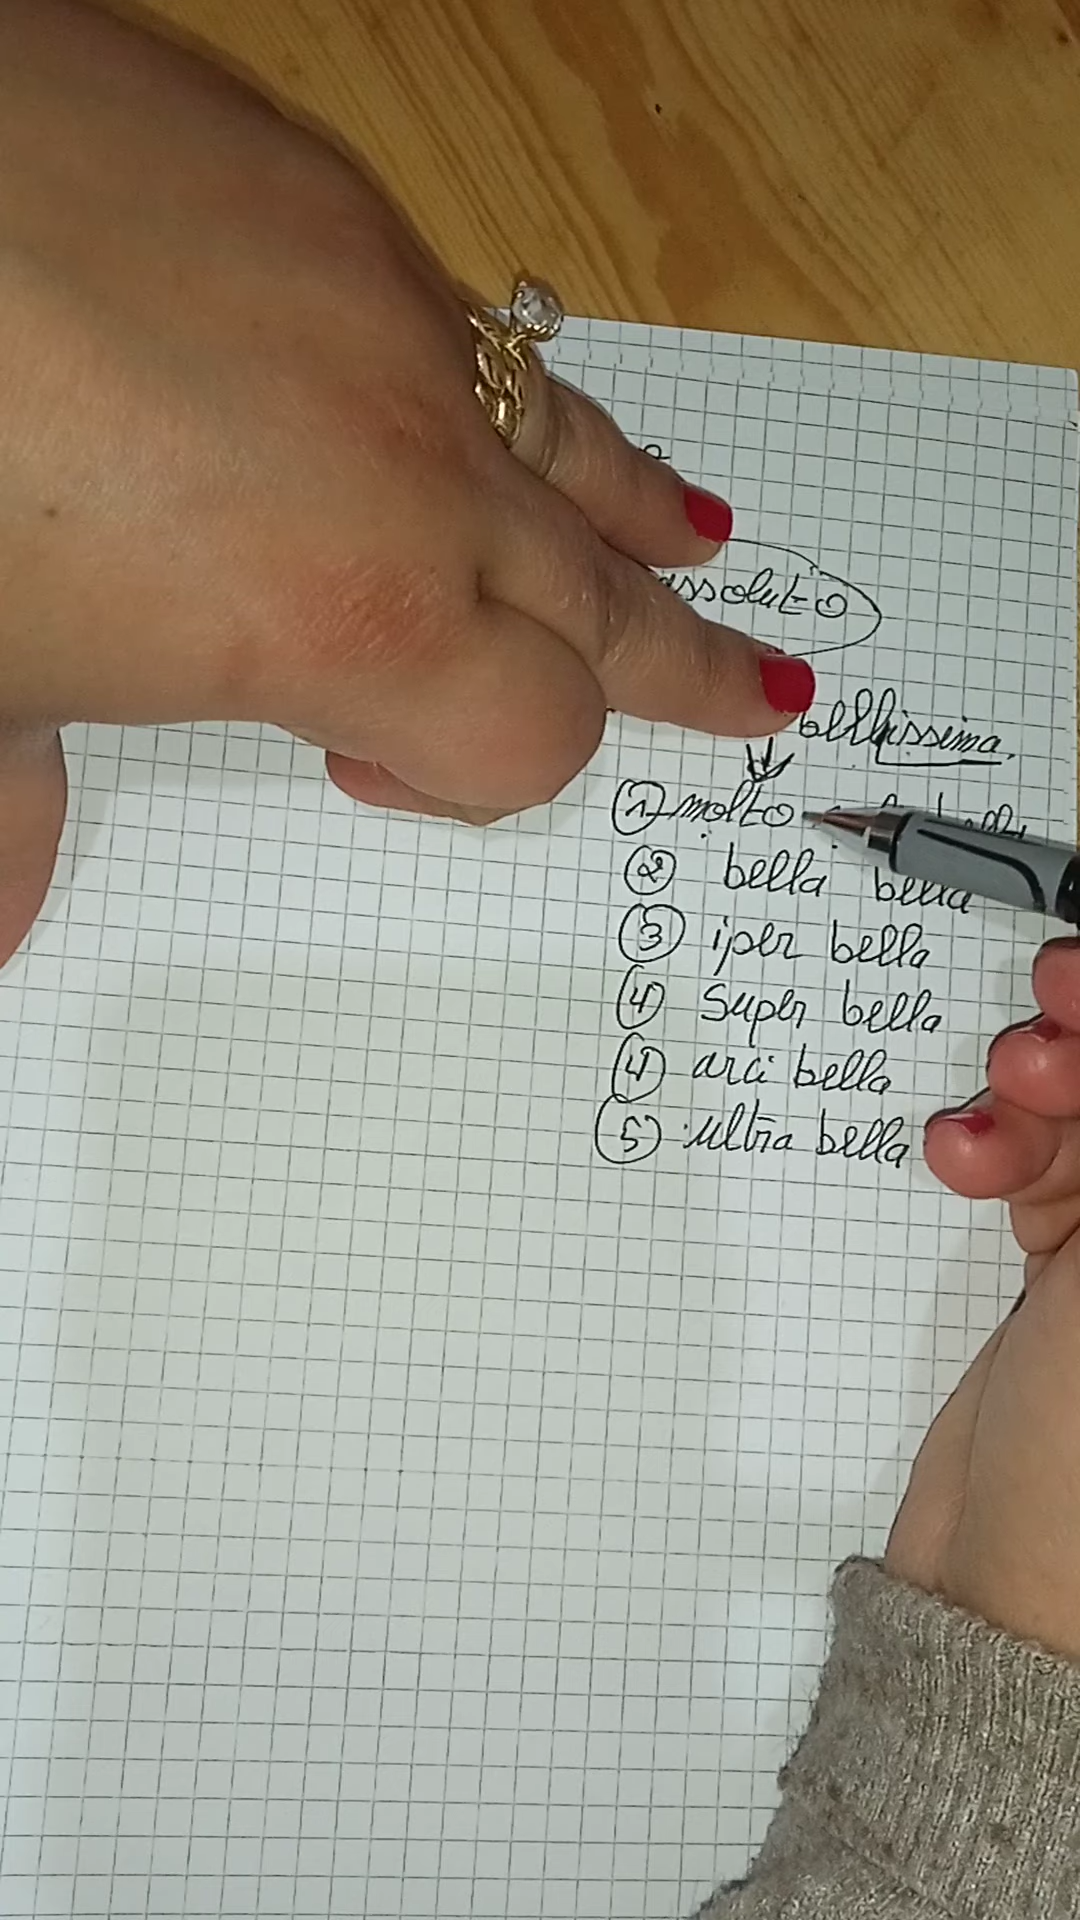 assoluto
bellissima.
1 molto
2 bella bella
3 iper bella
4 super bella
4 arci bella
5 ultra bella